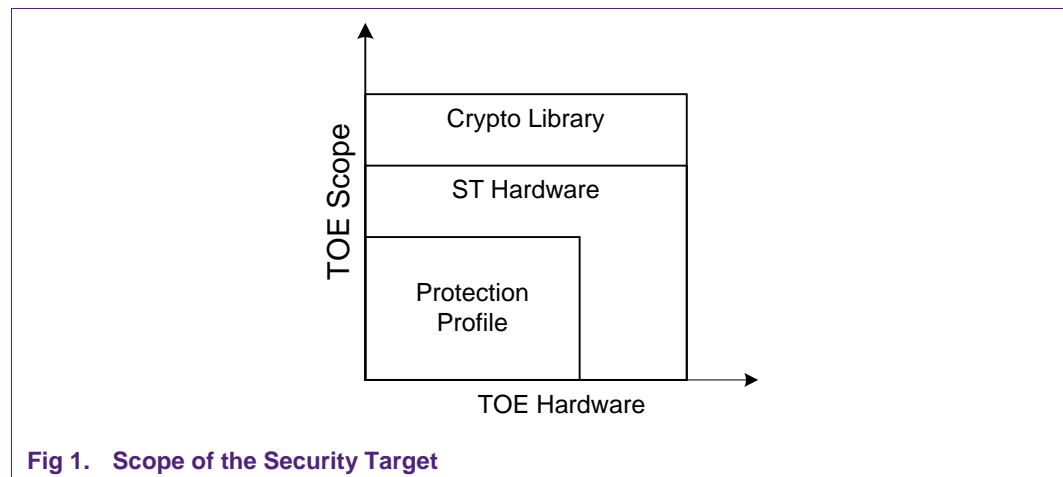 Crypto Library
ST Hardware
Protection
Profile
TOE Scope
TOE Hardware
Fig 1. Scope of the Security Target